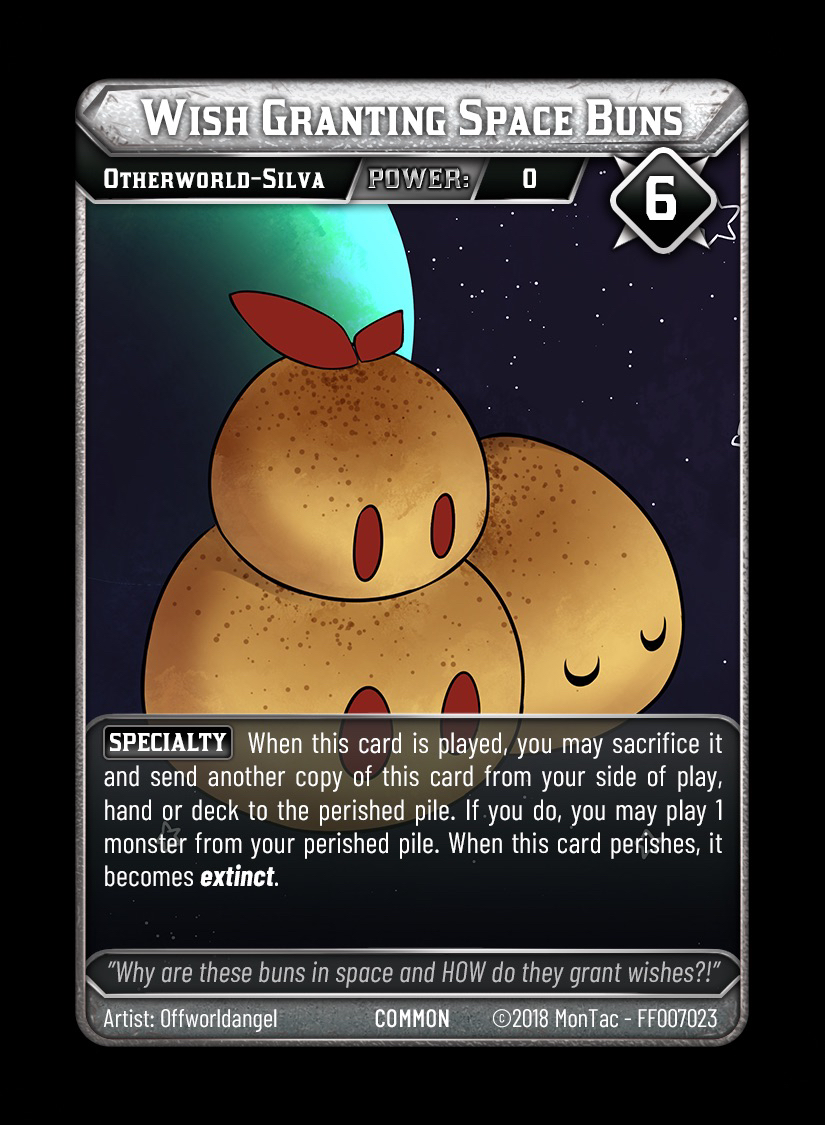 Wish Granting Space Buns
Otherworld-Silva POWER: 0
6
SPECIALTY When this card is played, you may sacrifice it
and send another copy of this card from your side of play,
hand or deck to the perished pile. If you do, you may play 1
monster from your perished pile. When this card perishes, it
becomes extinct.
"Why are these buns in space and HOW do they grant wishes?!"
Artist: Offworldangel COMMON ©2018 MonTac - FF007023